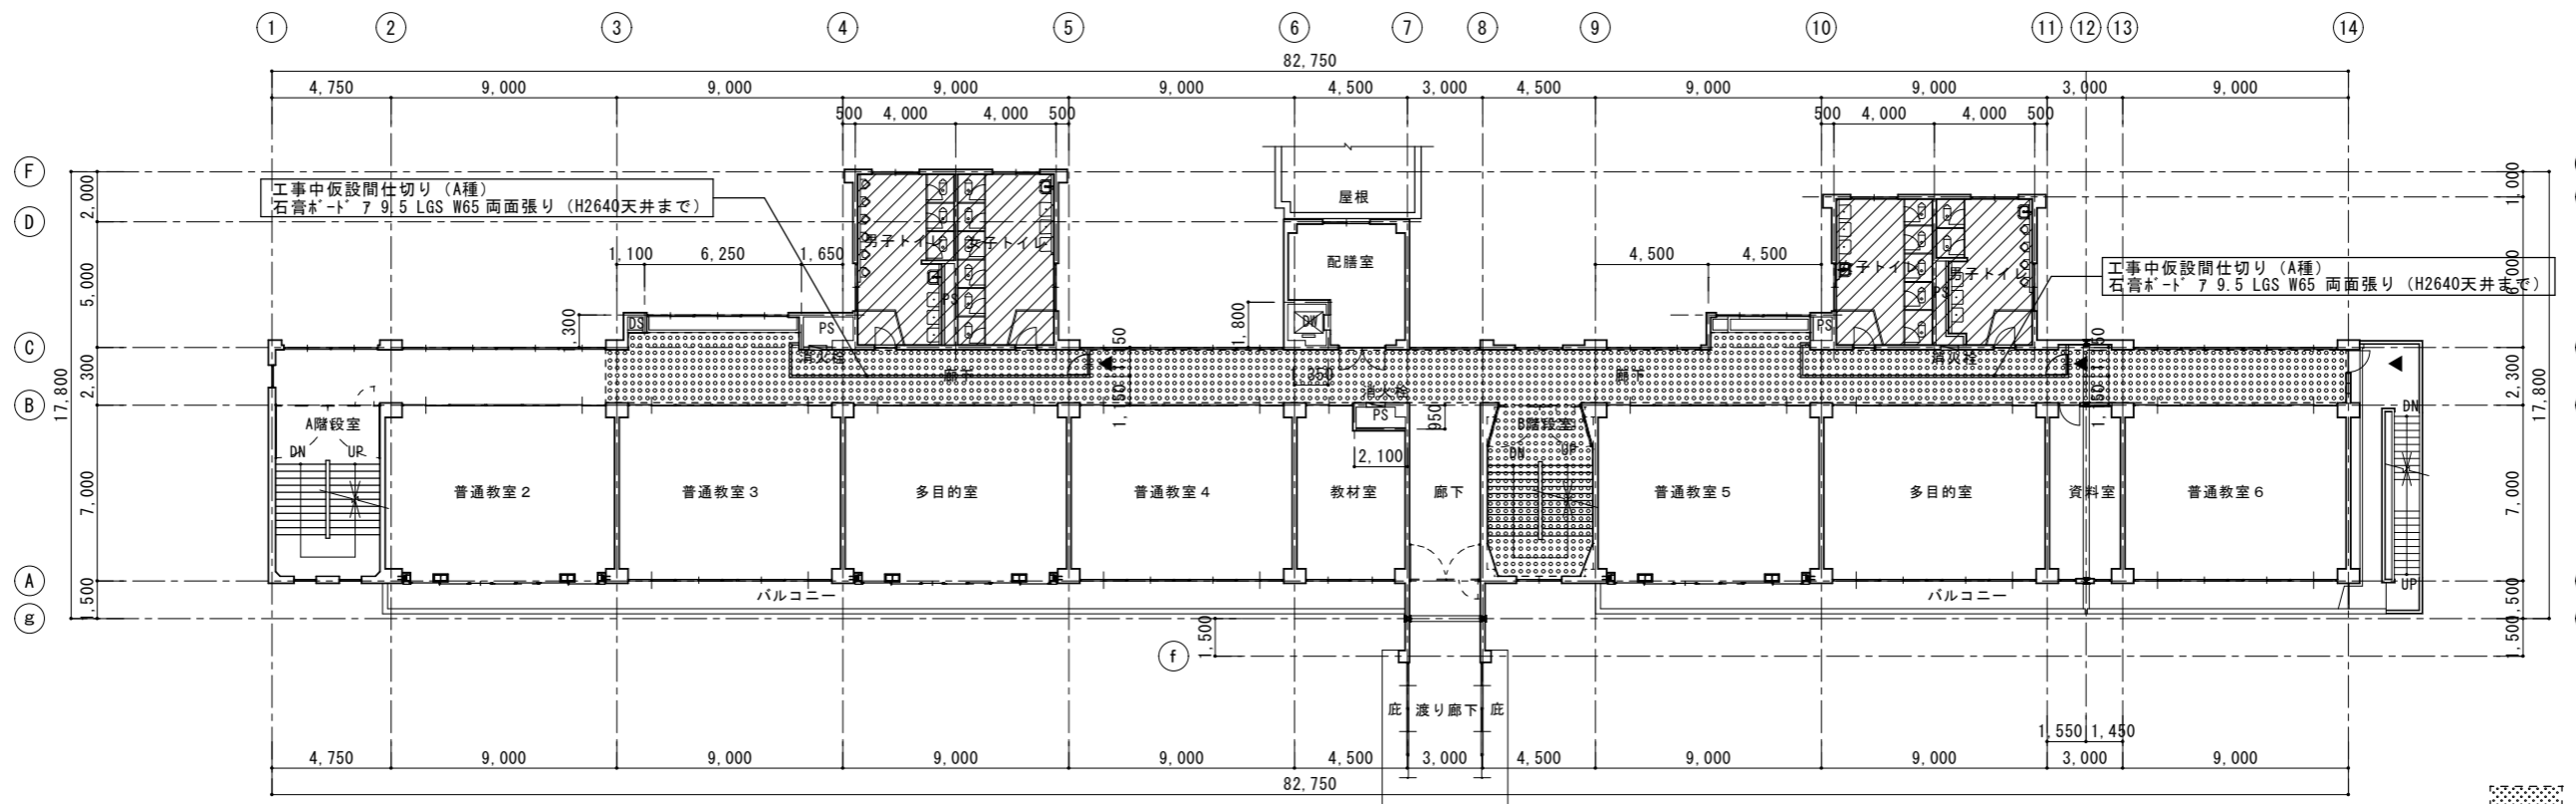 1 2 3 4 5 6 7 8 9 10 11 12 13 14
82,750
4,750 9,000 9,000 9,000 9,000 4,500 3,000 4,500 9,000 9,000 3,000 9,000
500 4,000 4,000 500 500 4,000 4,000 500
F
D
C
B
A
g
f
17,800
2,000
5,000
2,300
7,000
1,500
工事中仮設間仕切り (A種)
石膏ボード ア 9.5 LGS W65 両面張り (H2640天井まで)
1,100 6,250 1,650
DS
PS
男子トイレ
女子トイレ
PS
消火栓
廊下
屋根
配膳室
1,800
DW
1,350
消火栓
PS
950
2,100
1,150
4,500 4,500
PS
男子トイレ
PS
消火栓
廊下
工事中仮設間仕切り (A種)
石膏ボード ア 9.5 LGS W65 両面張り (H2640天井まで)
1,000
2,300
7,000
1,500
1,500
17,800
A階段室
DN UP
普通教室2
普通教室3
多目的室
普通教室4
教材室
廊下
B階段室
DN UP
普通教室5
多目的室
資料室
普通教室6
DN
UP
バルコニー
バルコニー
1,500
庇 渡り廊下 庇
1,550 1,450
4,750 9,000 9,000 9,000 9,000 4,500 3,000 4,500 9,000 9,000 3,000 9,000
82,750